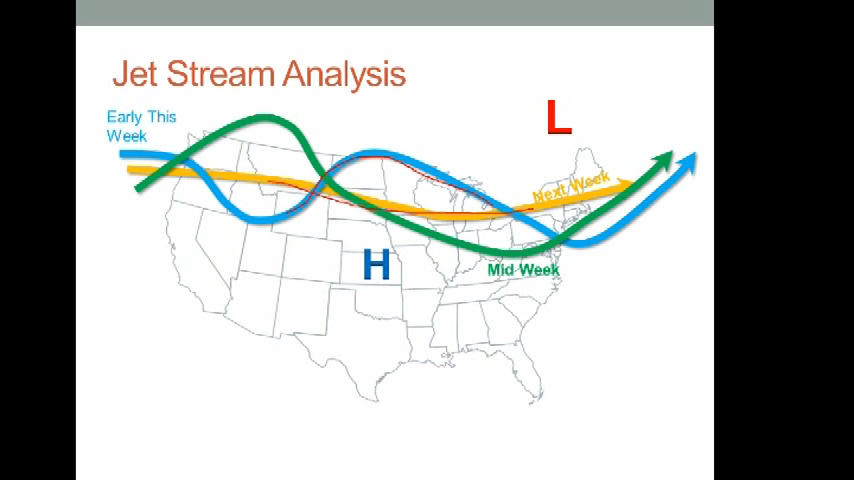 Jet Stream Analysis
Early This
Week
L
Next Week
H
Mid Week